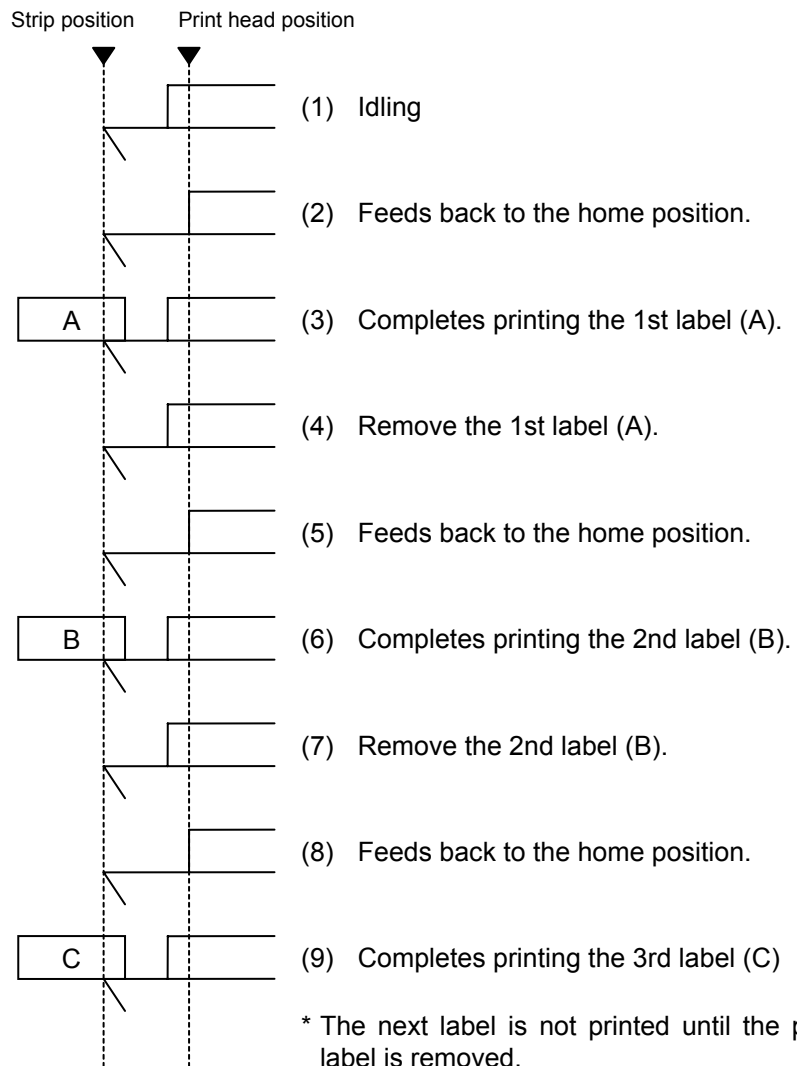 Strip position Print head position
(1) Idling
(2) Feeds back to the home position.
A (3) Completes printing the 1st label (A).
(4) Remove the 1st label (A).
(5) Feeds back to the home position.
B (6) Completes printing the 2nd label (B).
(7) Remove the 2nd label (B).
(8) Feeds back to the home position.
C (9) Completes printing the 3rd label (C)
* The next label is not printed until the
label is removed.